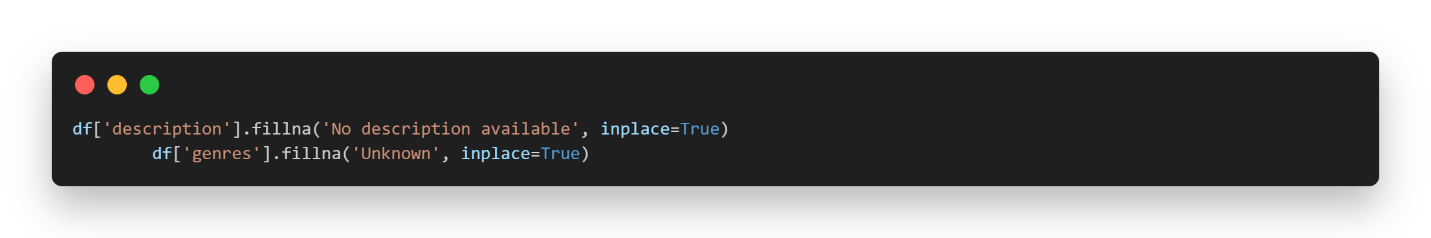 df['description'].fillna('No description available', inplace=True)
        df['genres'].fillna('Unknown', inplace=True)